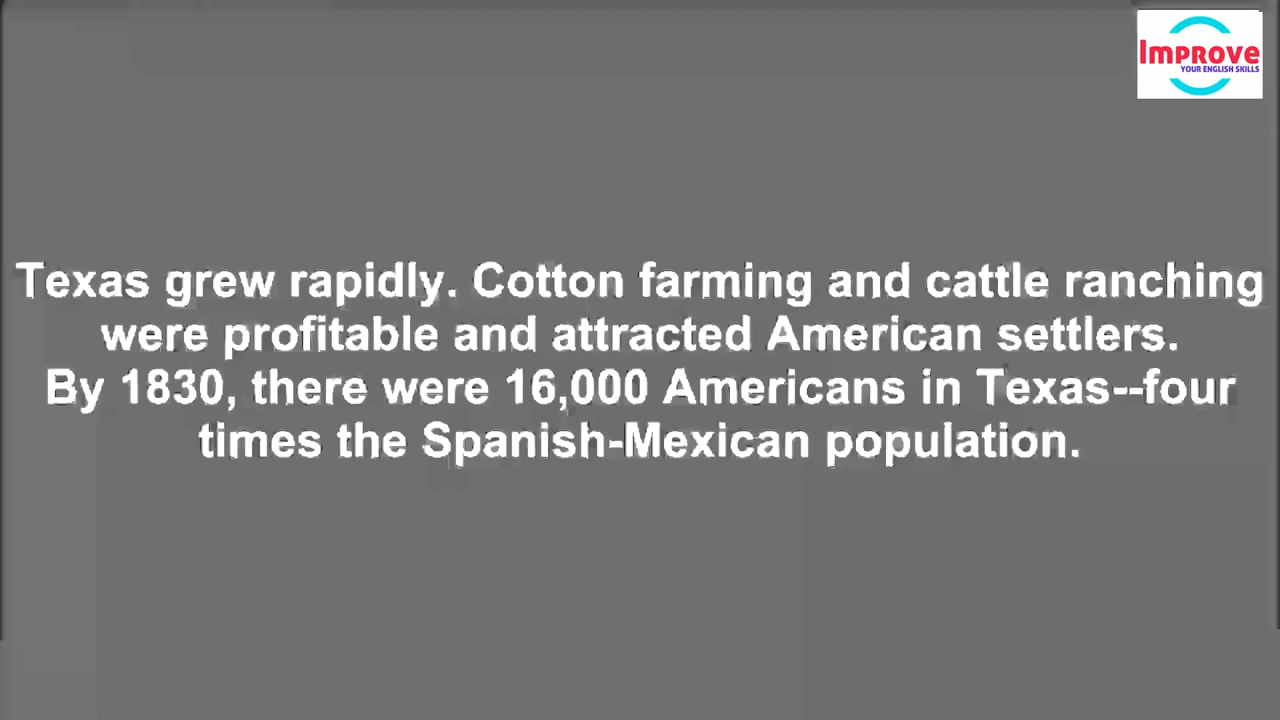 Improve
YOUR ENGLISH SKILLS
Texas grew rapidly. Cotton farming and cattle ranching
were profitable and attracted American settlers.
By 1830, there were 16,000 Americans in Texas--four
times the Spanish-Mexican population.